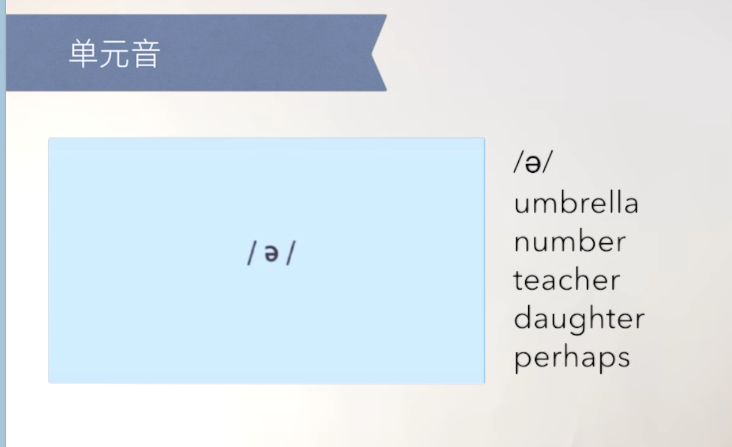 单元音
/ə/
/ə/
umbrella
number
teacher
daughter
perhaps